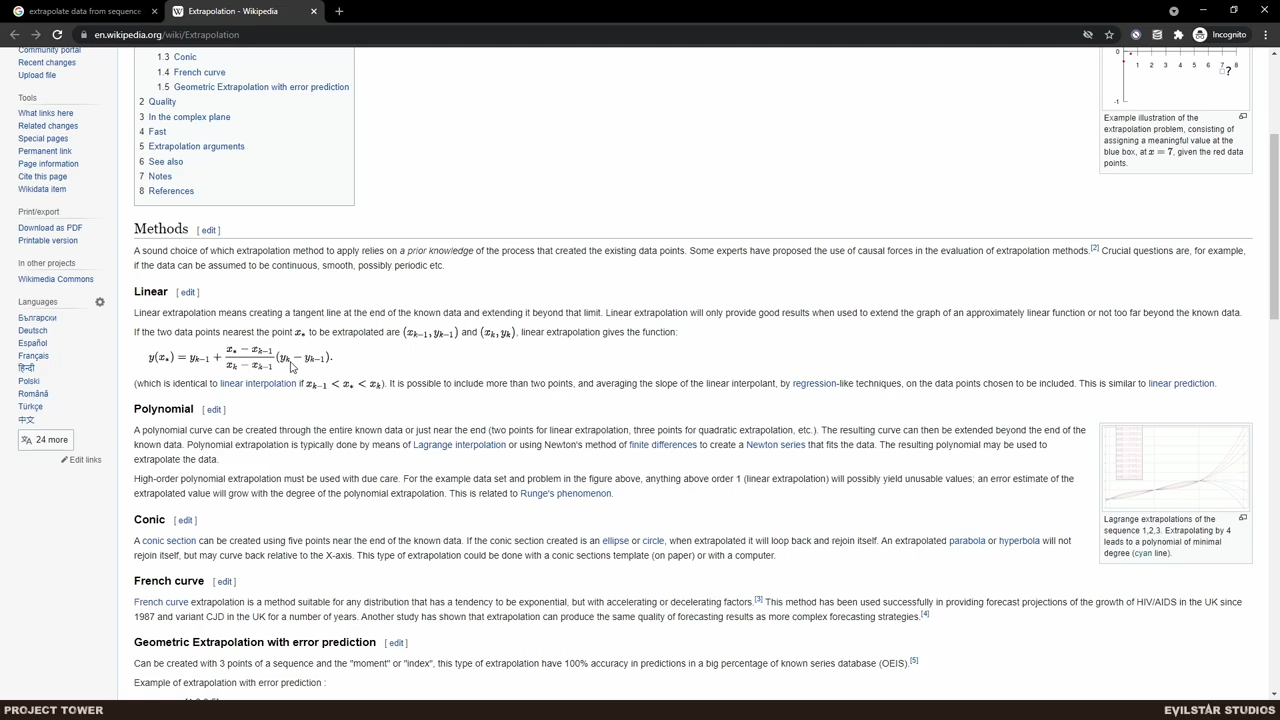 extrapolate data from sequence
Extrapolation - Wikipedia
en.wikipedia.org/wiki/Extrapolation
Incognito
Community portal
Recent changes
Upload file
Tools
What links here
Related changes
Special pages
Permanent link
Page information
Cite this page
Wikidata item
Print/export
Download as PDF
Printable version
In other projects
Wikimedia Commons
Languages
Български
Deutsch
Español
Français
हिन्दी
Polski
Română
Türkçe
中文
24 more
Edit links
1.3 Conic
1.4 French curve
1.5 Geometric Extrapolation with error prediction
2 Quality
3 In the complex plane
4 Fast
5 Extrapolation arguments
6 See also
7 Notes
8 References
0
1 2 3 4 5 6 7 8
?
-1
Example illustration of the
extrapolation problem, consisting of
assigning a meaningful value at the
blue box, at x = 7, given the red data
points.
Methods [ edit ]
A sound choice of which extrapolation method to apply relies on a prior knowledge of the process that created the existing data points. Some experts have proposed the use of causal forces in the evaluation of extrapolation methods.[2] Crucial questions are, for example,
if the data can be assumed to be continuous, smooth, possibly periodic etc.
Linear [ edit ]
Linear extrapolation means creating a tangent line at the end of the known data and extending it beyond that limit. Linear extrapolation will only provide good results when used to extend the graph of an approximately linear function or not too far beyond the known data.
If the two data points nearest the point x* to be extrapolated are (xk−1, yk−1) and (xk, yk), linear extrapolation gives the function:
y(x*) = yk−1 + (x* − xk−1)/(xk − xk−1) (yk − yk−1).
(which is identical to linear interpolation if xk−1 < x* < xk). It is possible to include more than two points, and averaging the slope of the linear interpolant, by regression-like techniques, on the data points chosen to be included. This is similar to linear prediction.
Polynomial [ edit ]
A polynomial curve can be created through the entire known data or just near the end (two points for linear extrapolation, three points for quadratic extrapolation, etc.). The resulting curve can then be extended beyond the end of the
known data. Polynomial extrapolation is typically done by means of Lagrange interpolation or using Newton's method of finite differences to create a Newton series that fits the data. The resulting polynomial may be used to
extrapolate the data.
High-order polynomial extrapolation must be used with due care. For the example data set and problem in the figure above, anything above order 1 (linear extrapolation) will possibly yield unusable values; an error estimate of the
extrapolated value will grow with the degree of the polynomial extrapolation. This is related to Runge's phenomenon.
Lagrange extrapolations of the
sequence 1,2,3. Extrapolating by 4
leads to a polynomial of minimal
degree (cyan line).
Conic [ edit ]
A conic section can be created using five points near the end of the known data. If the conic section created is an ellipse or circle, when extrapolated it will loop back and rejoin itself. An extrapolated parabola or hyperbola will not
rejoin itself, but may curve back relative to the X-axis. This type of extrapolation could be done with a conic sections template (on paper) or with a computer.
French curve [ edit ]
French curve extrapolation is a method suitable for any distribution that has a tendency to be exponential, but with accelerating or decelerating factors.[3] This method has been used successfully in providing forecast projections of the growth of HIV/AIDS in the UK since
1987 and variant CJD in the UK for a number of years. Another study has shown that extrapolation can produce the same quality of forecasting results as more complex forecasting strategies.[4]
Geometric Extrapolation with error prediction [ edit ]
Can be created with 3 points of a sequence and the "moment" or "index", this type of extrapolation have 100% accuracy in predictions in a big percentage of known series database (OEIS).[5]
Example of extrapolation with error prediction :
PROJECT TOWER
EVILSTAR STUDIOS